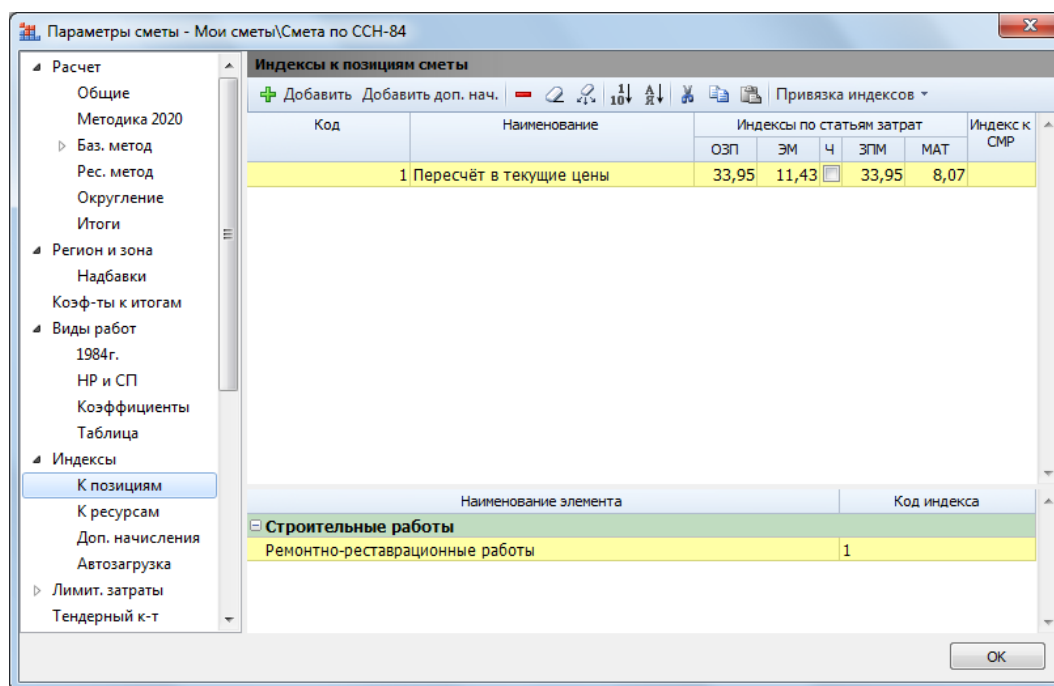 Параметры сметы - Мои сметы\Смета по ССН-84
Расчет
Общие
Методика 2020
Баз. метод
Рес. метод
Округление
Итоги
Регион и зона
Надбавки
Коэф-ты к итогам
Виды работ
1984г.
НР и СП
Коэффициенты
Таблица
Индексы
К позициям
К ресурсам
Доп. начисления
Автозагрузка
Лимит. затраты
Тендерный к-т
Индексы к позициям сметы
Добавить Добавить доп. нач. Привязка индексов
Код Наименование Индексы по статьям затрат Индекс к СМР
ОЗП ЭМ Ч ЗПМ МАТ
1 Пересчёт в текущие цены 33,95 11,43 33,95 8,07
Наименование элемента Код индекса
Строительные работы
Ремонтно-реставрационные работы 1
ОК